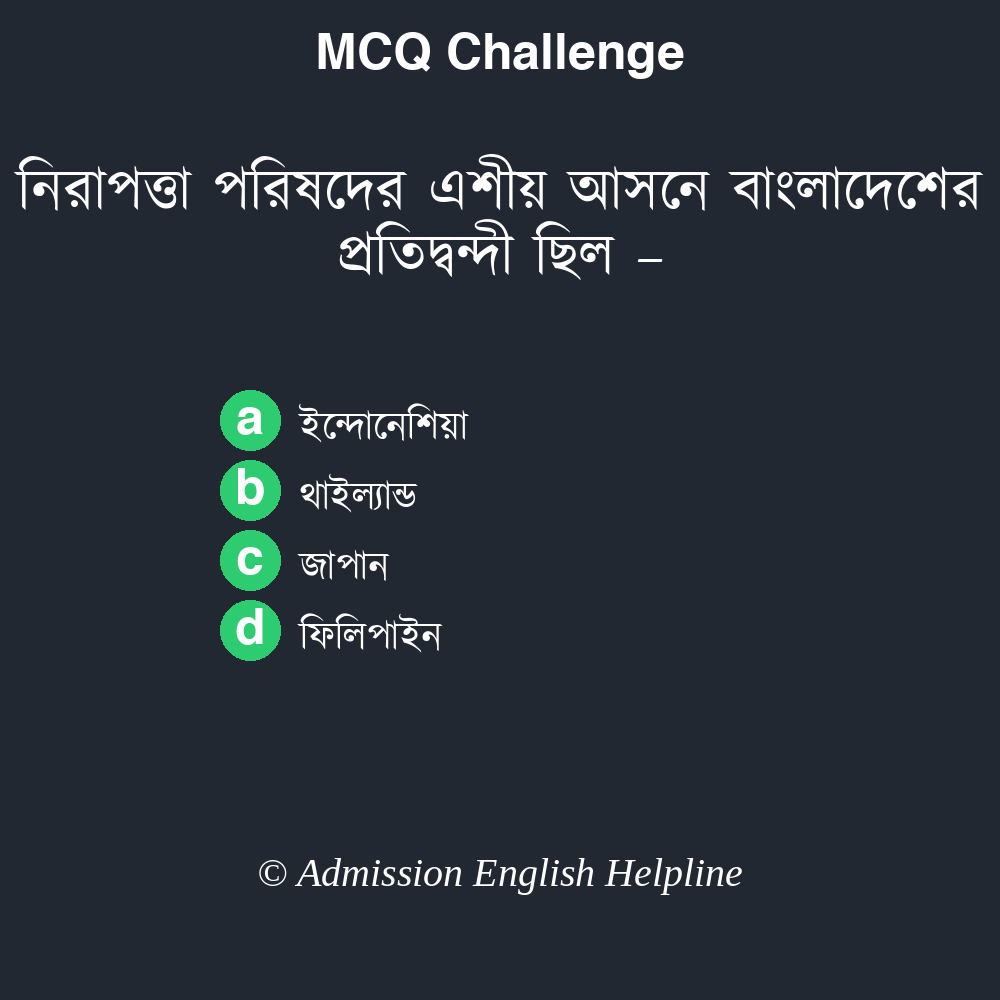 MCQ Challenge
নিরাপত্তা পরিষদের এশীয় আসনে বাংলাদেশের
প্রতিদ্বন্দী ছিল –
a ইন্দোনেশিয়া
b থাইল্যান্ড
c জাপান
d ফিলিপাইন
© Admission English Helpline